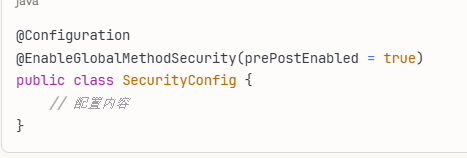 java
@Configuration
@EnableGlobalMethodSecurity(prePostEnabled = true)
public class SecurityConfig {
    // 配置内容
}